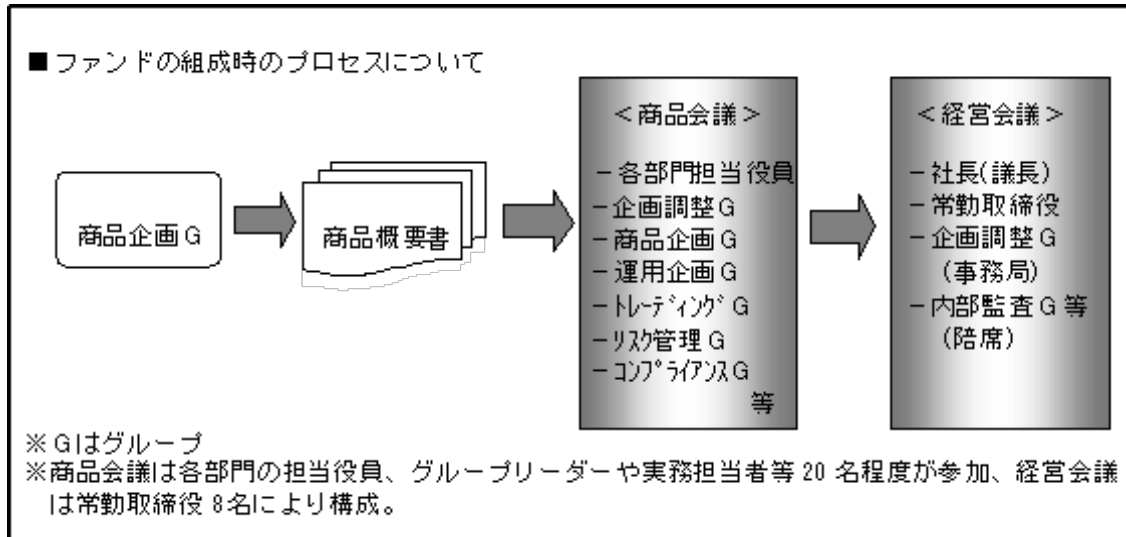 ■ファンドの組成時のプロセスについて
商品企画G
商品概要書
＜商品会議＞
－各部門担当役員
－企画調整G
－商品企画G
－運用企画G
－ﾄﾚｰﾃﾞｨﾝｸﾞG
－ﾘｽｸ管理G
－ｺﾝﾌﾟﾗｲｱﾝｽG
等
＜経営会議＞
－社長(議長)
－常勤取締役
－企画調整G
(事務局)
－内部監査G等
(陪席)
※Gはグループ
※商品会議は各部門の担当役員、グループリーダーや実務担当者等20名程度が参加、経営会議
は常勤取締役8名により構成。